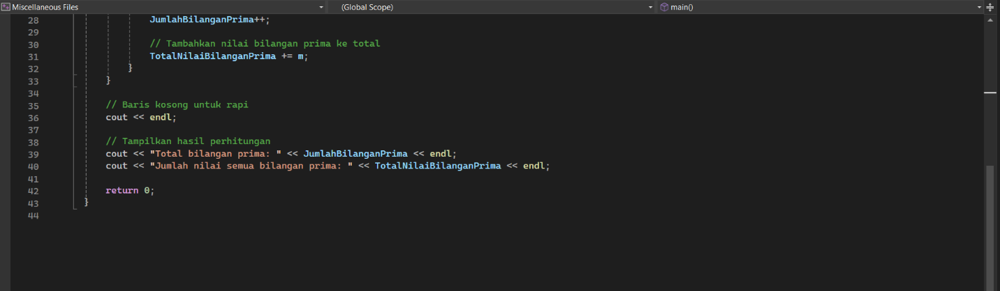 Miscellaneous Files (Global Scope) main()
28 JumlahBilanganPrima++;
29
30 // Tambahkan nilai bilangan prima ke total
31 TotalNilaiBilanganPrima += m;
32 }
33 }
34
35 // Baris kosong untuk rapi
36 cout << endl;
37
38 // Tampilkan hasil perhitungan
39 cout << "Total bilangan prima: " << JumlahBilanganPrima << endl;
40 cout << "Jumlah nilai semua bilangan prima: " << TotalNilaiBilanganPrima << endl;
41
42 return 0;
43 }
44